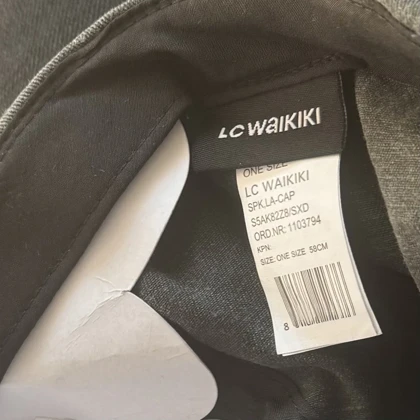 LC WAIKIKI
ONE SIZE
LC WAIKIKI
SPK,LA-CAP
S5AK82Z8/SXD
ORD.NR: 1103794
KPN:
SIZE: ONE SIZE 58CM
8